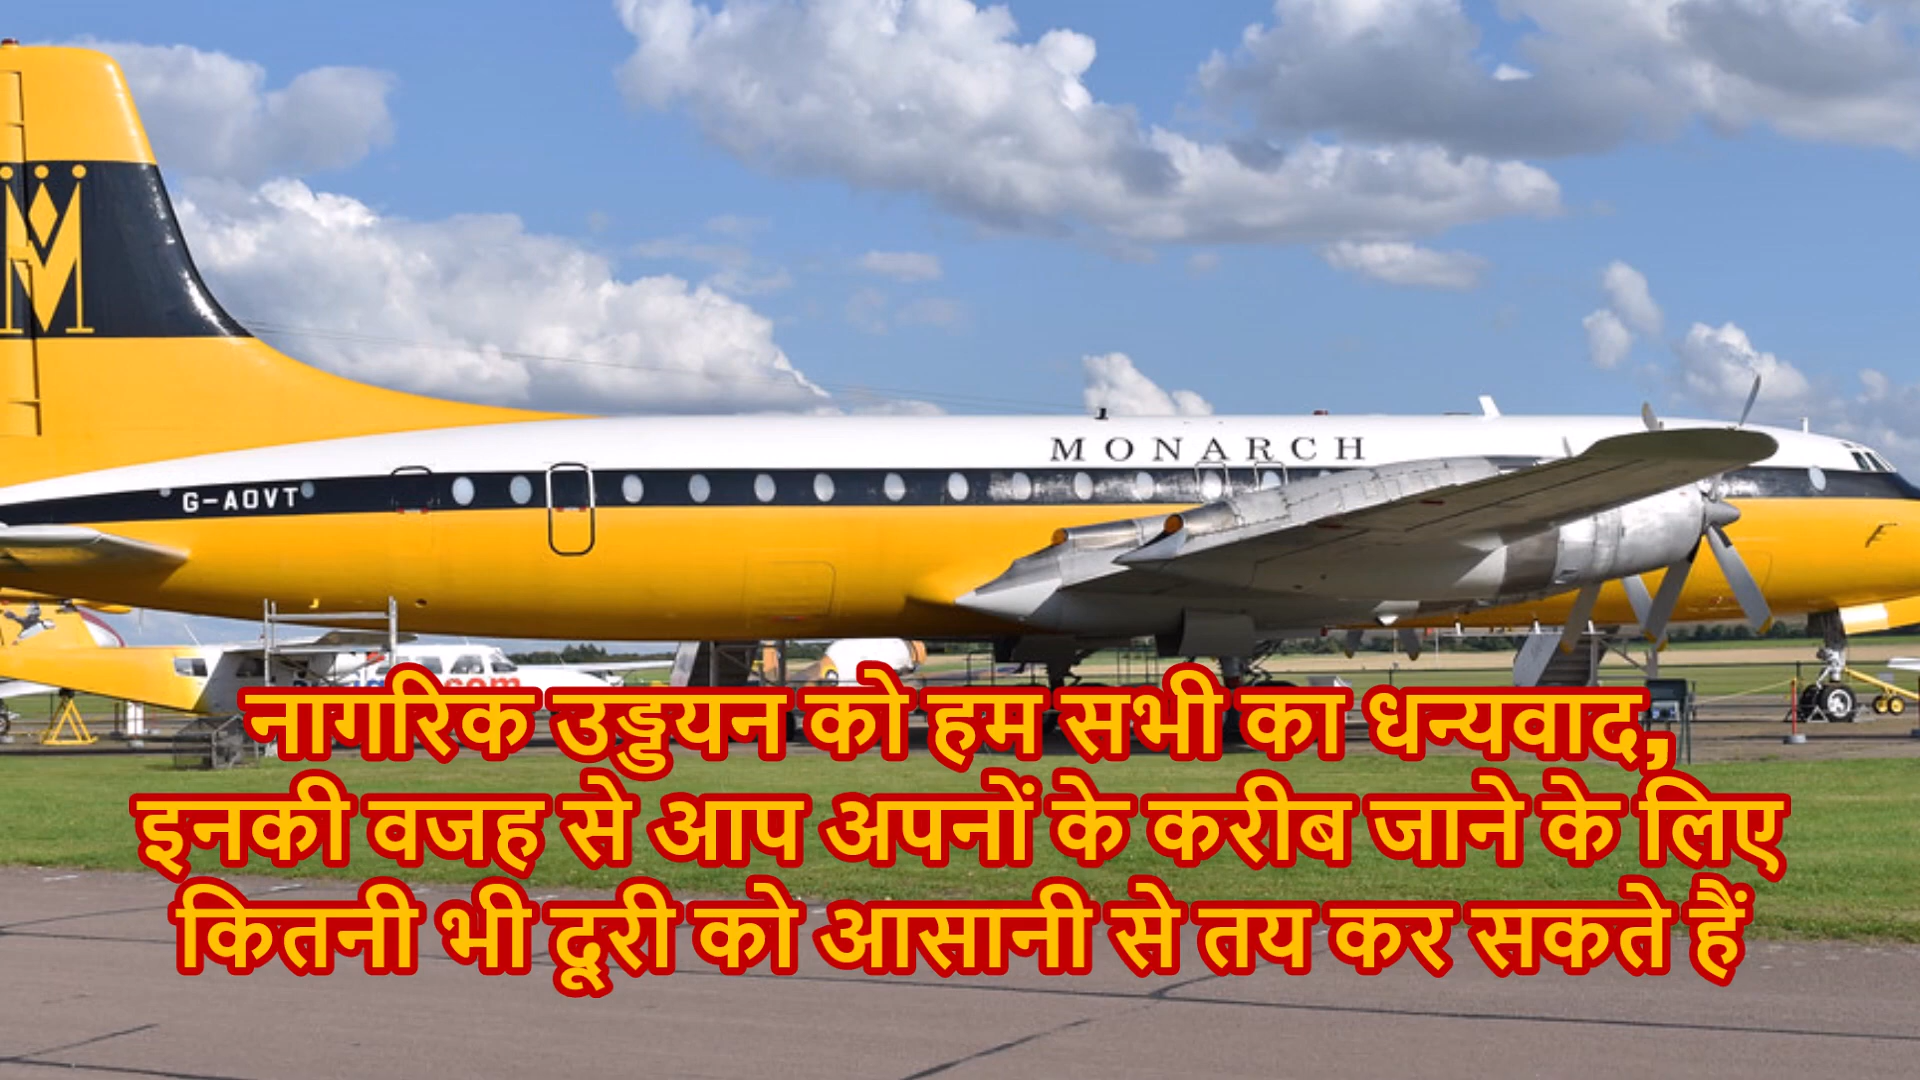 M
MONARCH
G-AOVT
नागरिक उड्डयन को हम सभी का धन्यवाद,
इनकी वजह से आप अपनों के करीब जाने के लिए
कितनी भी दूरी को आसानी से तय कर सकते हैं